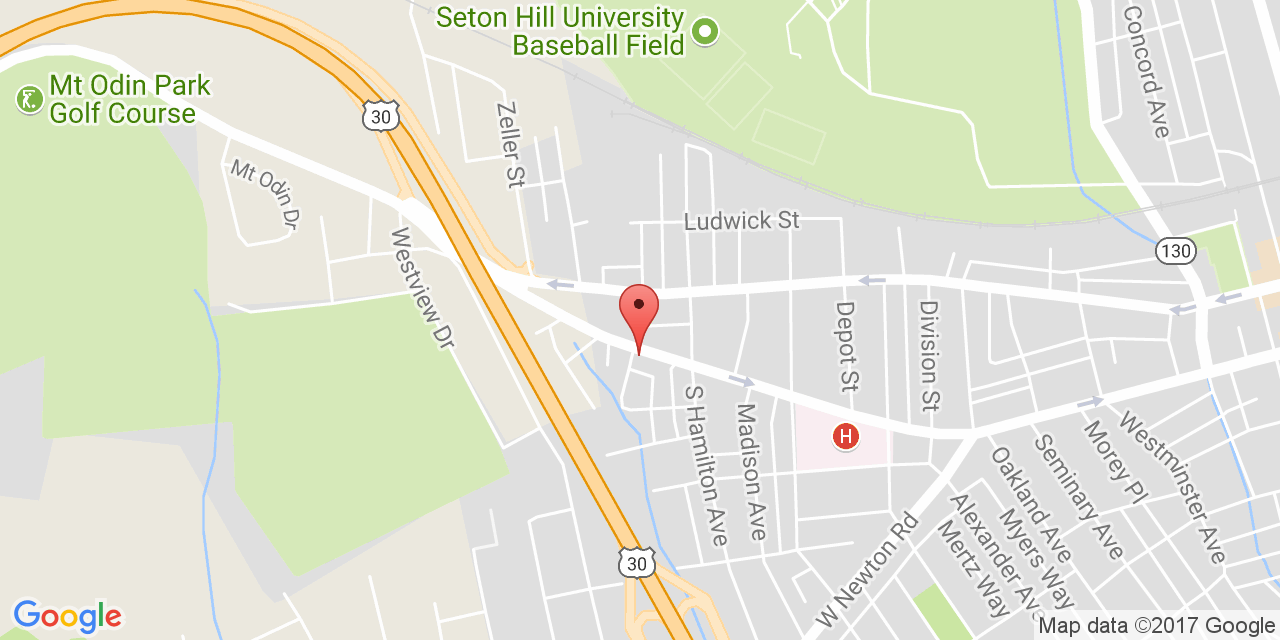 Seton Hill University
Baseball Field
Concord Ave
Mt Odin Park
Golf Course
30
Zeller St
Mt Odin Dr
Ludwick St
Westview Dr
130
Depot St
Division St
S Hamilton Ave
Madison Ave
H
Westminster Ave
Morey Pl
Seminary Ave
Oakland Ave
Myers Way
Alexander Ave
Mertz Way
W Newton Rd
30
Google
Map data ©2017 Google